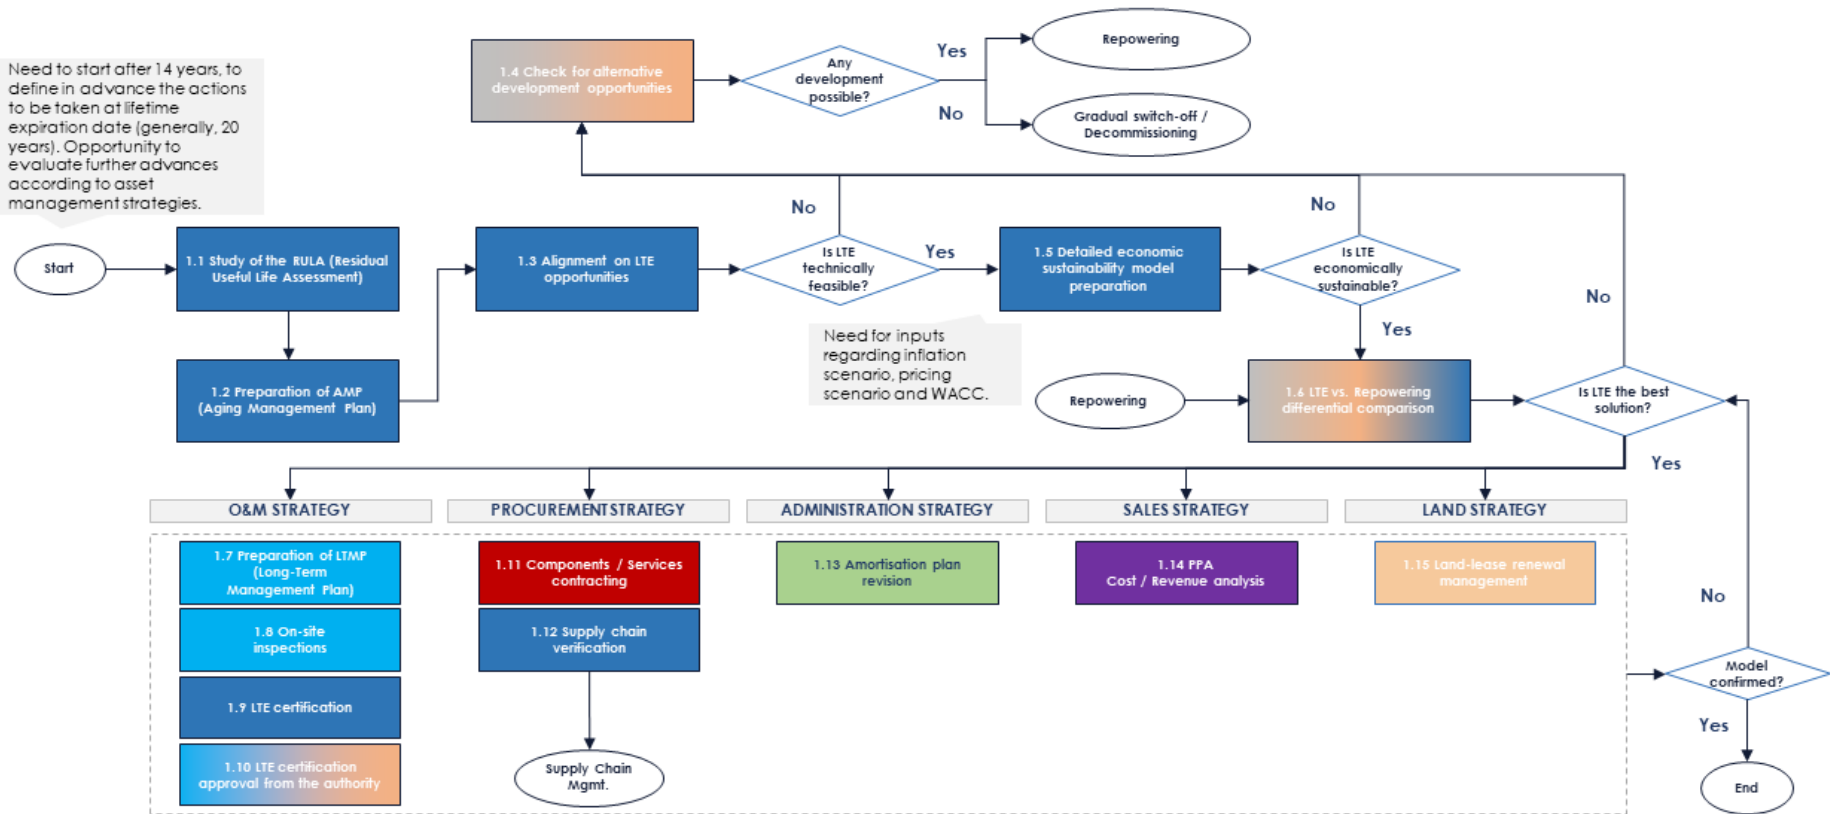 Need to start after 14 years, to
define in advance the actions
to be taken at lifetime
expiration date (generally, 20
years). Opportunity to
evaluate further advances
according to asset
management strategies.
1.4 Check for alternative
development opportunities
Any
development
possible?
Yes
No
Repowering
Gradual switch-off /
Decommissioning
Start
1.1 Study of the RULA (Residual
Useful Life Assessment)
1.2 Preparation of AMP
(Aging Management Plan)
1.3 Alignment on LTE
opportunities
No
Is LTE
technically
feasible?
Yes
1.5 Detailed economic
sustainability model
preparation
No
Is LTE
economically
sustainable?
Yes
No
Need for inputs
regarding inflation
scenario, pricing
scenario and WACC.
Repowering
1.6 LTE vs. Repowering
differential comparison
Is LTE the best
solution?
Yes
O&M STRATEGY
PROCUREMENT STRATEGY
ADMINISTRATION STRATEGY
SALES STRATEGY
LAND STRATEGY
1.7 Preparation of LTMP
(Long-Term
Management Plan)
1.8 On-site
inspections
1.9 LTE certification
1.10 LTE certification
approval from the authority
1.11 Components / Services
contracting
1.12 Supply chain
verification
Supply Chain
Mgmt.
1.13 Amortisation plan
revision
1.14 PPA
Cost / Revenue analysis
1.15 Land-lease renewal
management
No
Model
confirmed?
Yes
End